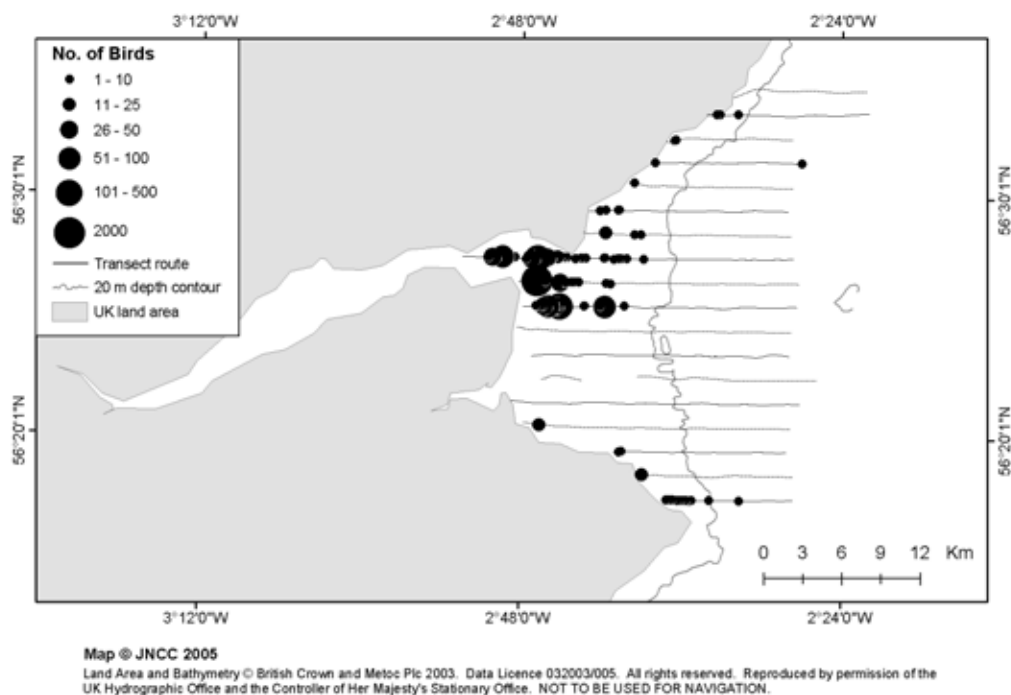 3°12'0"W 2°48'0"W 2°24'0"W
No. of Birds
1 - 10
11 - 25
26 - 50
51 - 100
101 - 500
2000
Transect route
20 m depth contour
UK land area
56°30'1"N 56°30'1"N
56°20'1"N 56°20'1"N
0 3 6 9 12 Km
3°12'0"W 2°48'0"W 2°24'0"W
Map © JNCC 2005
Land Area and Bathymetry © British Crown and Metoc Plc 2003. Data Licence 032003/005. All rights reserved. Reproduced by permission of the
UK Hydrographic Office and the Controller of Her Majesty's Stationary Office. NOT TO BE USED FOR NAVIGATION.